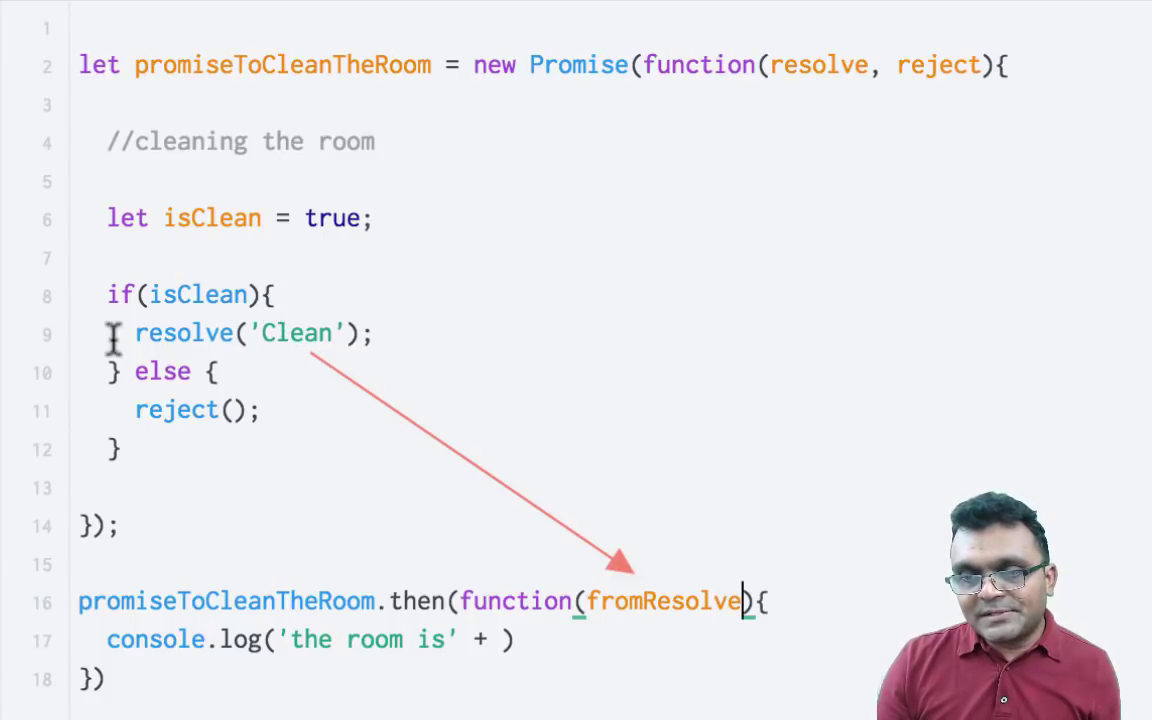 1
2 let promiseToCleanTheRoom = new Promise(function(resolve, reject){
3
4 //cleaning the room
5
6 let isClean = true;
7
8 if(isClean){
9 resolve('Clean');
10 } else {
11 reject();
12 }
13
14 });
15
16 promiseToCleanTheRoom.then(function(fromResolve){
17 console.log('the room is' + )
18 })